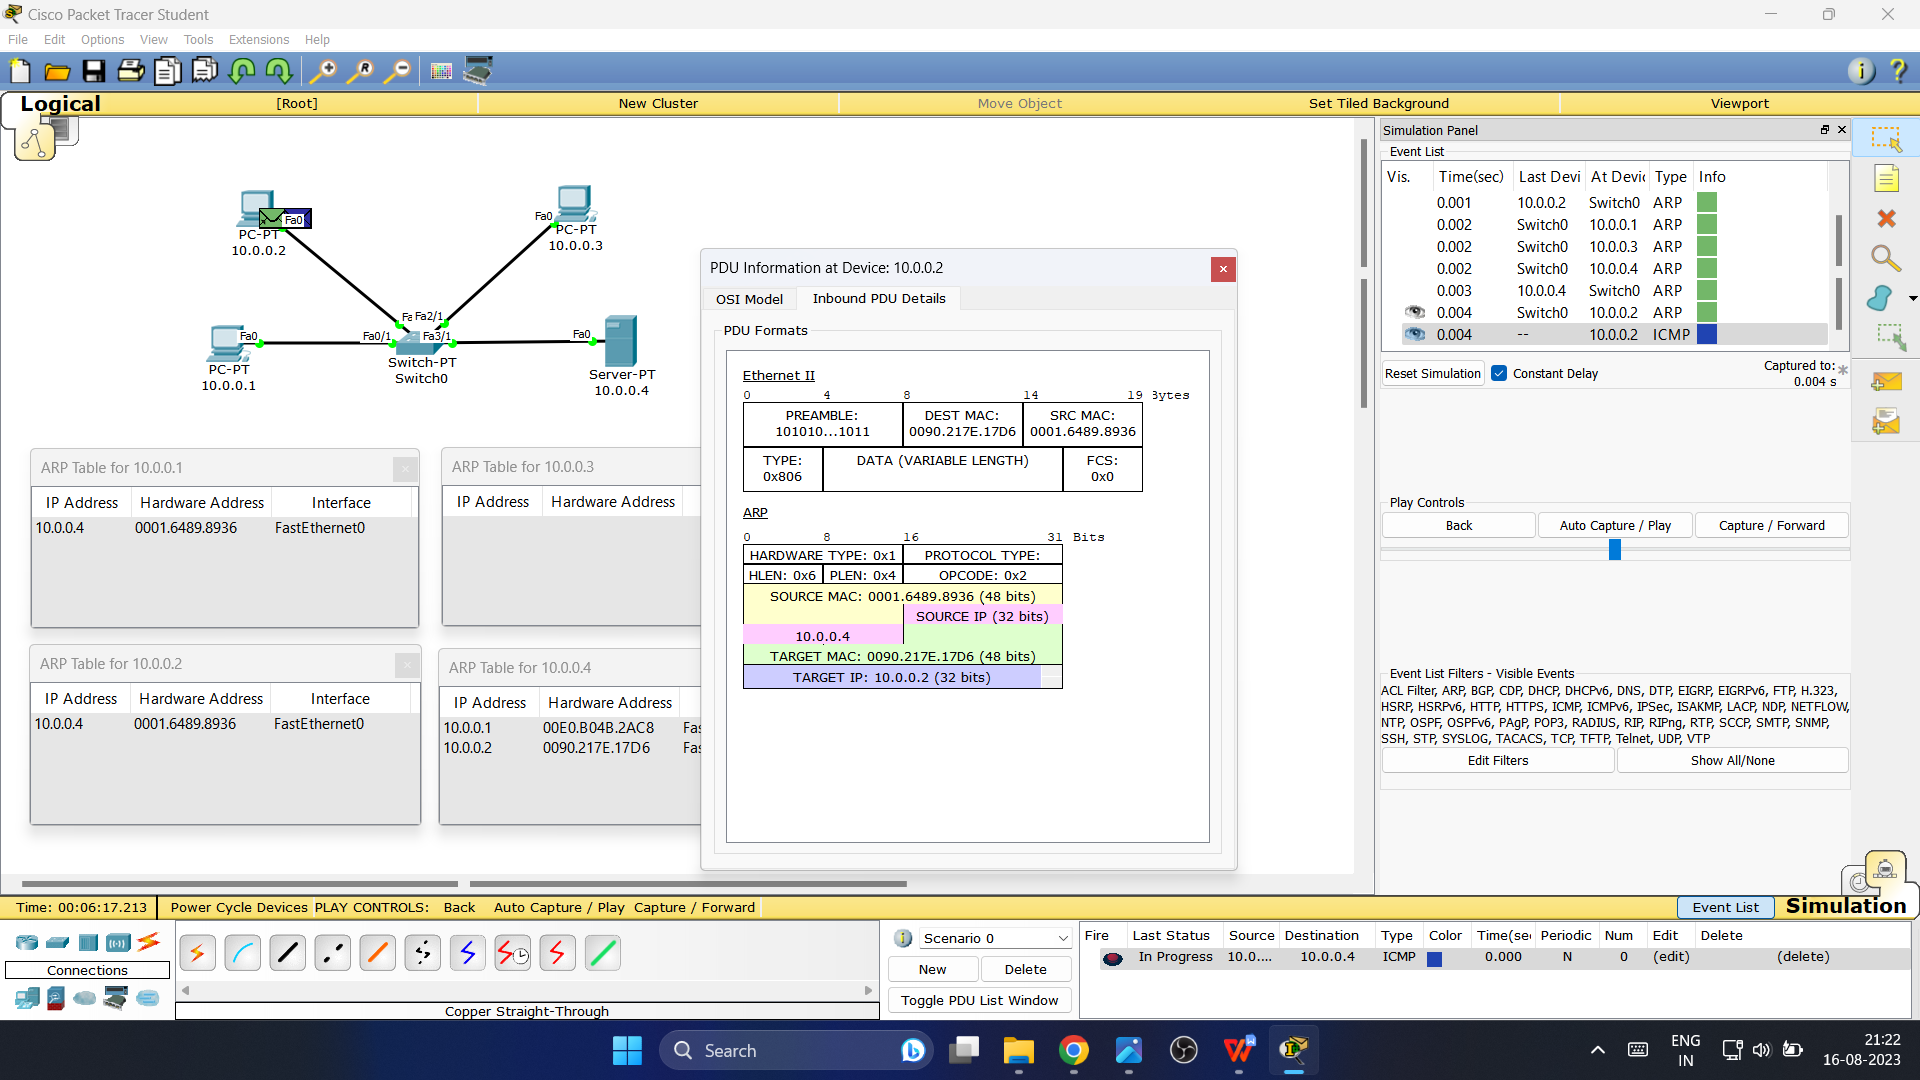 Cisco Packet Tracer Student
File Edit Options View Tools Extensions Help
Logical [Root] New Cluster Move Object Set Tiled Background Viewport
Fa0
PC-PT
10.0.0.2
Fa0
PC-PT
10.0.0.3
Fa0
PC-PT
10.0.0.1
Fa0/1
Fa2/1
Fa3/1
Switch-PT
Switch0
Fa0
Server-PT
10.0.0.4
ARP Table for 10.0.0.1
IP Address Hardware Address Interface
10.0.0.4 0001.6489.8936 FastEthernet0
ARP Table for 10.0.0.3
IP Address Hardware Address
ARP Table for 10.0.0.2
IP Address Hardware Address Interface
10.0.0.4 0001.6489.8936 FastEthernet0
ARP Table for 10.0.0.4
IP Address Hardware Address
10.0.0.1 00E0.B04B.2AC8 Fas
10.0.0.2 0090.217E.17D6 Fas
PDU Information at Device: 10.0.0.2
OSI Model Inbound PDU Details
PDU Formats
Ethernet II
0 4 8 14 19 Bytes
PREAMBLE: DEST MAC: SRC MAC:
101010...1011 0090.217E.17D6 0001.6489.8936
TYPE: DATA (VARIABLE LENGTH) FCS:
0x806 0x0
ARP
0 8 16 31 Bits
HARDWARE TYPE: 0x1 PROTOCOL TYPE:
HLEN: 0x6 PLEN: 0x4 OPCODE: 0x2
SOURCE MAC: 0001.6489.8936 (48 bits)
SOURCE IP (32 bits)
10.0.0.4
TARGET MAC: 0090.217E.17D6 (48 bits)
TARGET IP: 10.0.0.2 (32 bits)
Simulation Panel
Event List
Vis. Time(sec) Last Devi At Devic Type Info
0.001 10.0.0.2 Switch0 ARP
0.002 Switch0 10.0.0.1 ARP
0.002 Switch0 10.0.0.3 ARP
0.002 Switch0 10.0.0.4 ARP
0.003 10.0.0.4 Switch0 ARP
0.004 Switch0 10.0.0.2 ARP
0.004 -- 10.0.0.2 ICMP
Reset Simulation Constant Delay Captured to: *
0.004 s
Play Controls
Back Auto Capture / Play Capture / Forward
Event List Filters - Visible Events
ACL Filter, ARP, BGP, CDP, DHCP, DHCPv6, DNS, DTP, EIGRP, EIGRPv6, FTP, H.323,
HSRP, HSRPv6, HTTP, HTTPS, ICMP, ICMPv6, IPSec, ISAKMP, LACP, NDP, NETFLOW,
NTP, OSPF, OSPFv6, PAgP, POP3, RADIUS, RIP, RIPng, RTP, SCCP, SMTP, SNMP,
SSH, STP, SYSLOG, TACACS, TCP, TFTP, Telnet, UDP, VTP
Edit Filters Show All/None
Time: 00:06:17.213 Power Cycle Devices PLAY CONTROLS: Back Auto Capture / Play Capture / Forward Event List Simulation
Connections
Copper Straight-Through
Scenario 0
New Delete
Toggle PDU List Window
Fire Last Status Source Destination Type Color Time(sec Periodic Num Edit Delete
In Progress 10.0.... 10.0.0.4 ICMP 0.000 N 0 (edit) (delete)
Search
ENG
IN
21:22
16-08-2023